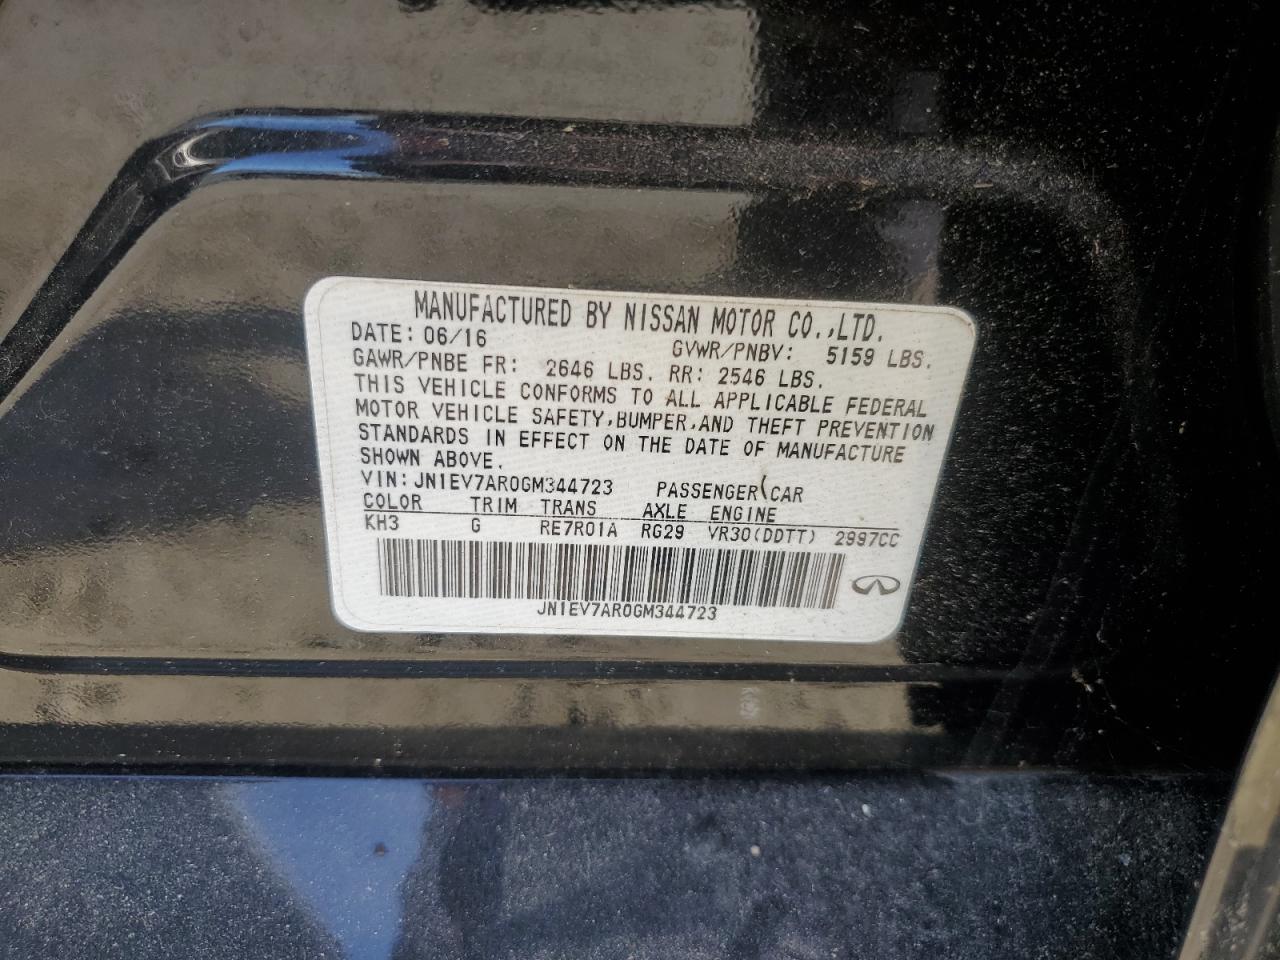 MANUFACTURED BY NISSAN MOTOR CO.,LTD.
DATE: 06/16 GVWR/PNBV: 5159 LBS.
GAWR/PNBE FR: 2646 LBS. RR: 2546 LBS.
THIS VEHICLE CONFORMS TO ALL APPLICABLE FEDERAL
MOTOR VEHICLE SAFETY,BUMPER,AND THEFT PREVENTION
STANDARDS IN EFFECT ON THE DATE OF MANUFACTURE
SHOWN ABOVE.
VIN:JN1EV7AR0GM344723 PASSENGER CAR
COLOR TRIM TRANS AXLE ENGINE
KH3 G RE7R01A RG29 VR30(DDTT) 2997CC
JN1EV7AR0GM344723